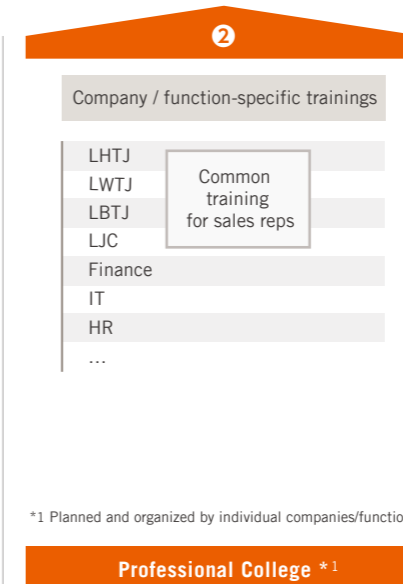 ❷
Company / function-specific trainings
LHTJ
LWTJ
LBTJ
LJC
Finance
IT
HR
...
Common
training
for sales reps
*1 Planned and organized by individual companies/functio
Professional College *1